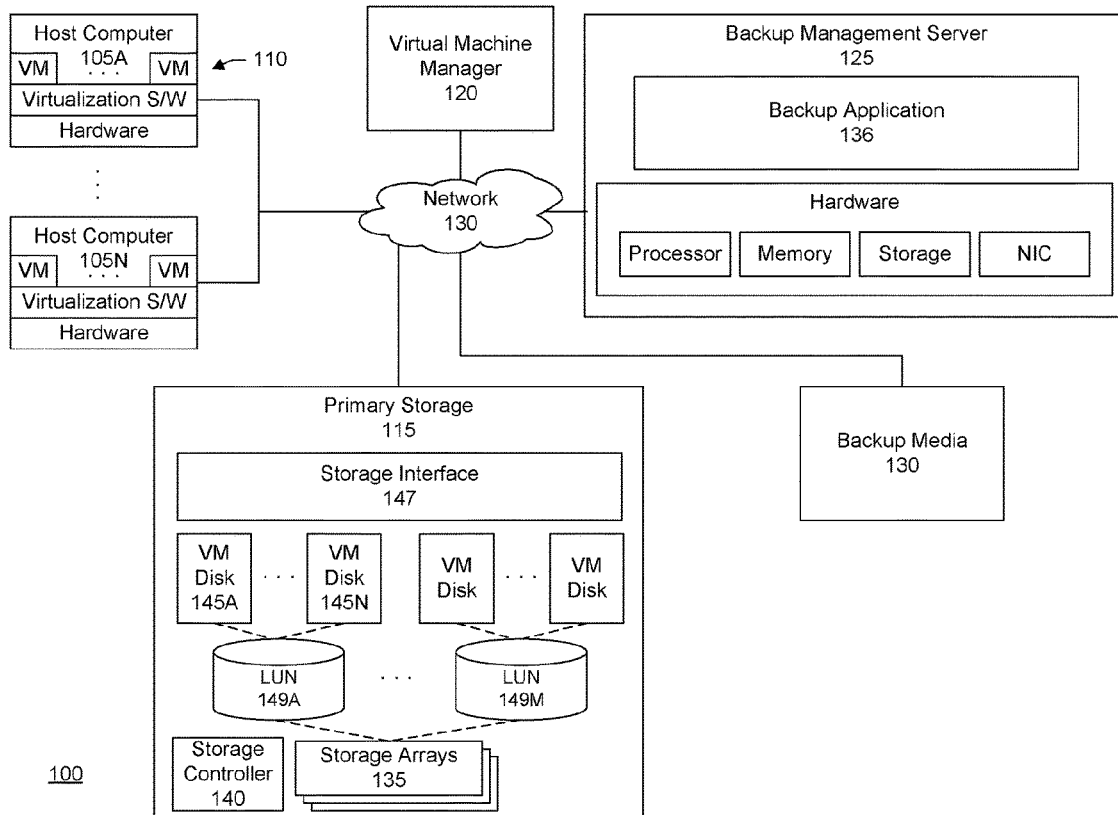 Host Computer
105A
VM . . . VM
Virtualization S/W
Hardware
110
Host Computer
105N
VM . . . VM
Virtualization S/W
Hardware
Virtual Machine
Manager
120
Backup Management Server
125
Backup Application
136
Hardware
Processor Memory Storage NIC
Network
130
Primary Storage
115
Storage Interface
147
VM
Disk
145A
. . .
VM
Disk
145N
VM
Disk
. . .
VM
Disk
LUN
149A
. . .
LUN
149M
Storage
Controller
140
Storage Arrays
135
Backup Media
130
100